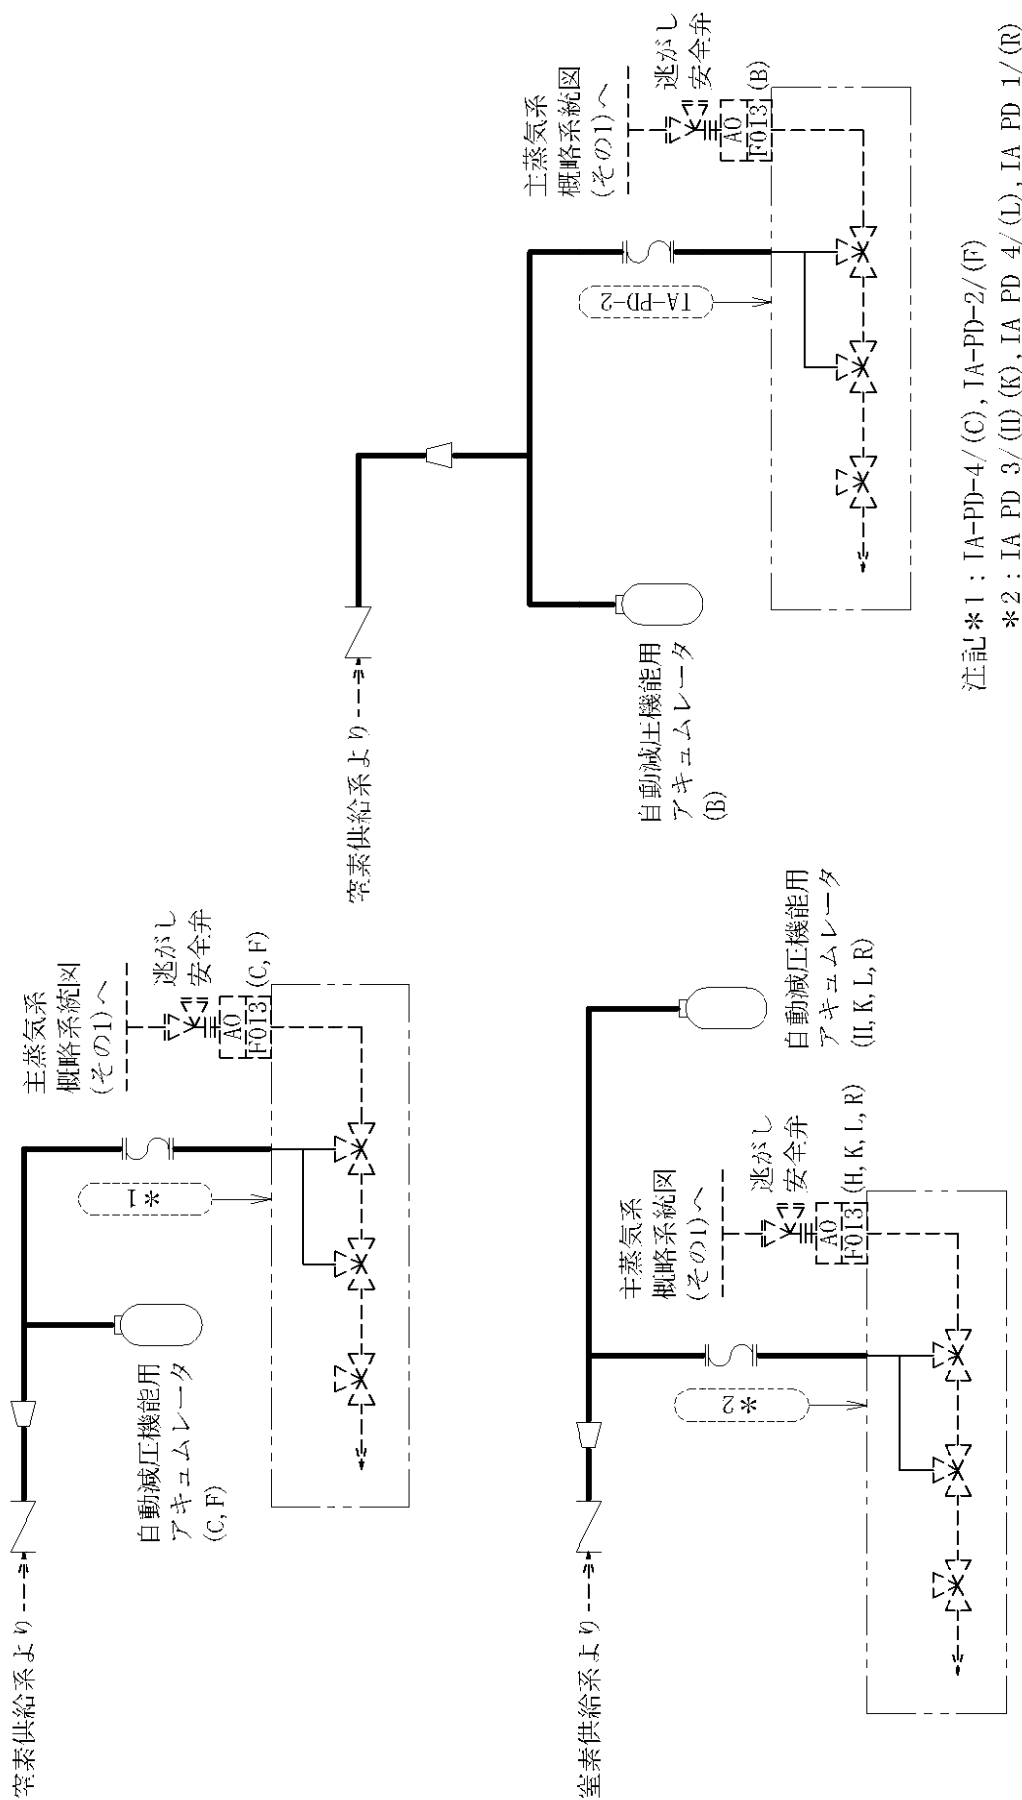 窒素供給系より
自動減圧機能用
アキュムレータ
(C,F)
主蒸気系
概略系統図
(その1)へ
逃がし
安全弁
AO
F013
(C,F)
*1
窒素供給系より
自動減圧機能用
アキュムレータ
(B)
主蒸気系
概略系統図
(その1)へ
逃がし
安全弁
AO
F013
(B)
IA-PD-2
窒素供給系より
主蒸気系
概略系統図
(その1)へ
逃がし
安全弁
AO
F013
(H,K,L,R)
自動減圧機能用
アキュムレータ
(H,K,L,R)
*2
注記*1:IA-PD-4/(C),IA-PD-2/(F)
*2:IA PD 3/(H)(K),IA PD 4/(L),IA PD 1/(R)